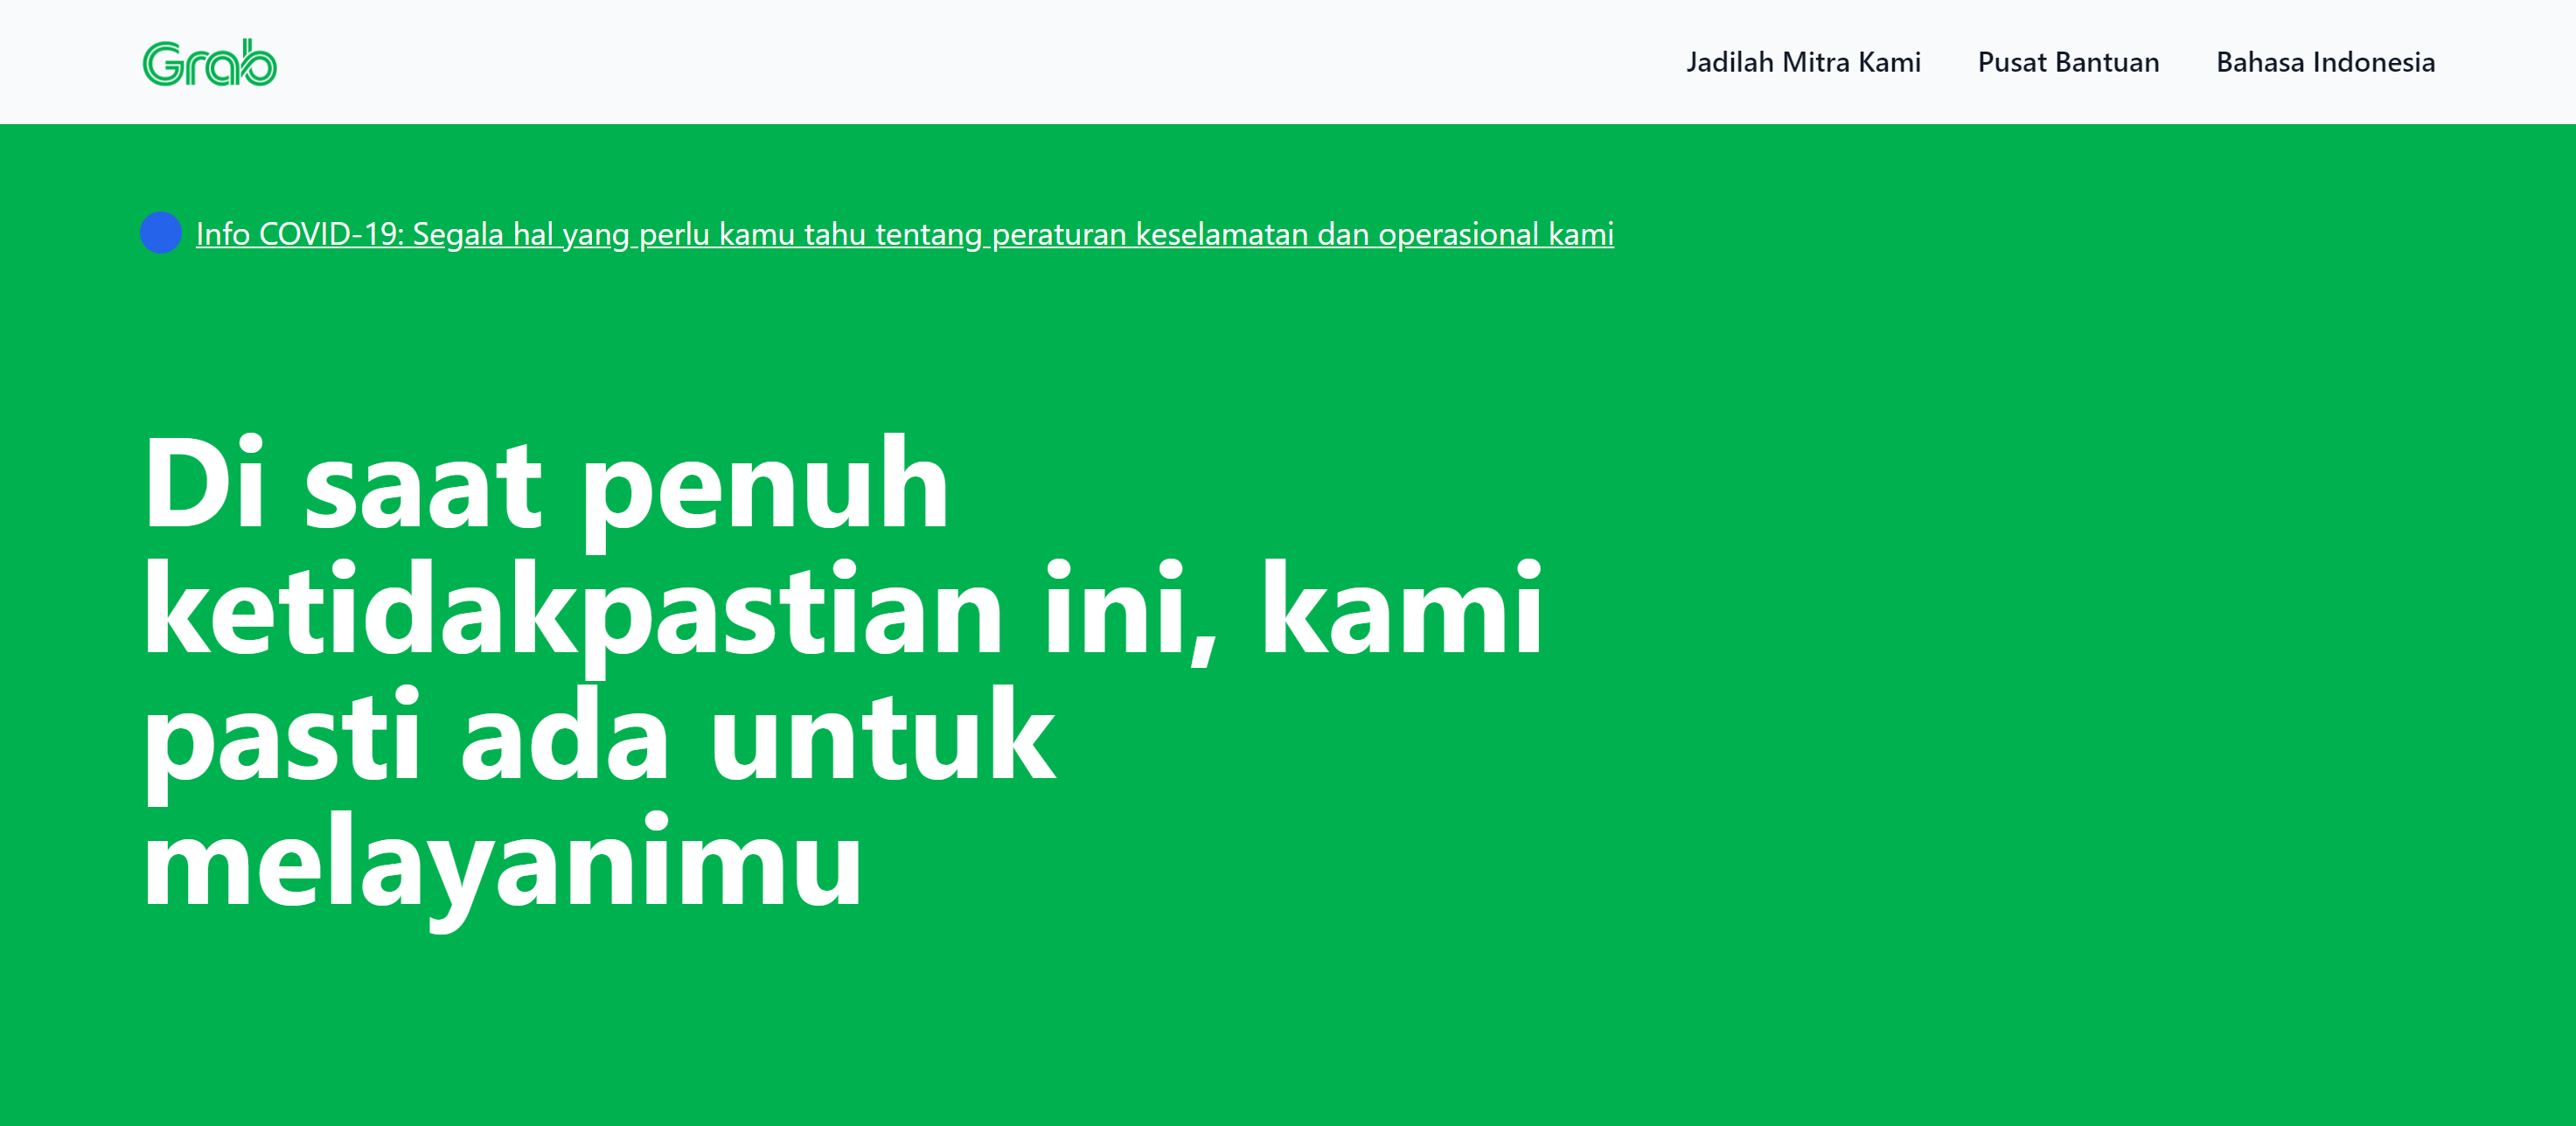 Grab
Jadilah Mitra Kami
Pusat Bantuan
Bahasa Indonesia
Info COVID-19: Segala hal yang perlu kamu tahu tentang peraturan keselamatan dan operasional kami
Di saat penuh
ketidakpastian ini, kami
pasti ada untuk
melayanimu